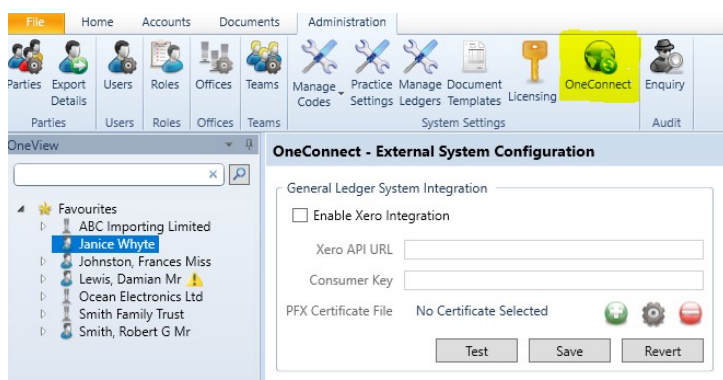 File Home Accounts Documents Administration
Parties Export Details Users Roles Offices Teams Manage Codes Practice Settings Manage Ledgers Document Templates Licensing OneConnect Enquiry
Parties Users Roles Offices Teams System Settings Audit
OneView
OneConnect - External System Configuration
General Ledger System Integration
Enable Xero Integration
Xero API URL
Consumer Key
PFX Certificate File No Certificate Selected
Test Save Revert
Favourites
ABC Importing Limited
Janice Whyte
Johnston, Frances Miss
Lewis, Damian Mr
Ocean Electronics Ltd
Smith Family Trust
Smith, Robert G Mr